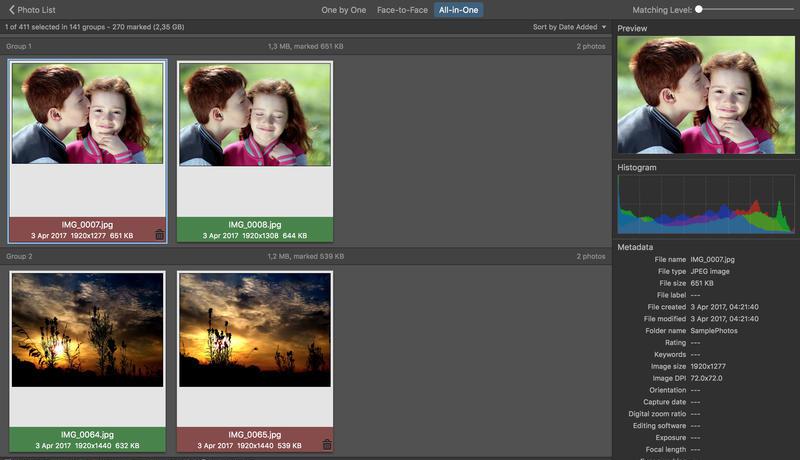 Photo List
One by One Face-to-Face All-in-One
Matching Level:
1 of 411 selected in 141 groups - 270 marked (2,35 GB)
Sort by Date Added
Group 1 1,3 MB, marked 651 KB 2 photos
IMG_0007.jpg
3 Apr 2017 1920x1277 651 KB
IMG_0008.jpg
3 Apr 2017 1920x1308 644 KB
Group 2 1,2 MB, marked 539 KB 2 photos
IMG_0064.jpg
3 Apr 2017 1920x1440 632 KB
IMG_0065.jpg
3 Apr 2017 1920x1440 539 KB
Preview
Histogram
Metadata
File name IMG_0007.jpg
File type JPEG image
File size 651 KB
File label ---
File created 3 Apr 2017, 04:21:40
File modified 3 Apr 2017, 04:21:40
Folder name SamplePhotos
Rating ---
Keywords ---
Image size 1920x1277
Image DPI 72.0x72.0
Orientation ---
Capture date ---
Digital zoom ratio ---
Editing software ---
Exposure ---
Focal length ---